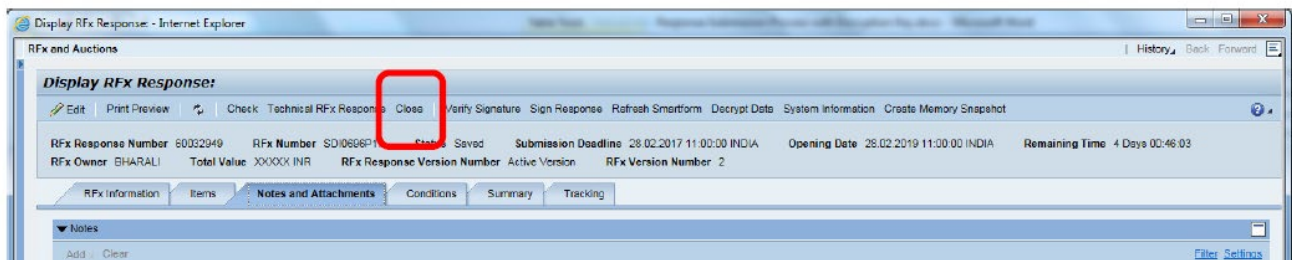 Display RFx Response: - Internet Explorer
RFx and Auctions History Back Forward
Display RFx Response:
Edit Print Preview Check Technical RFx Response Close Verify Signature Sign Response Refresh Smartform Decrypt Data System Information Create Memory Snapshot
RFx Response Number 60032949 RFx Number SDI0696P1 Status Saved Submission Deadline 28.02.2017 11:00:00 INDIA Opening Date 28.02.2019 11:00:00 INDIA Remaining Time 4 Days 00:46:03
RFx Owner BHARALI Total Value XXXXX INR RFx Response Version Number Active Version RFx Version Number 2
RFx Information Items Notes and Attachments Conditions Summary Tracking
Notes
Add Clear Filter Settings